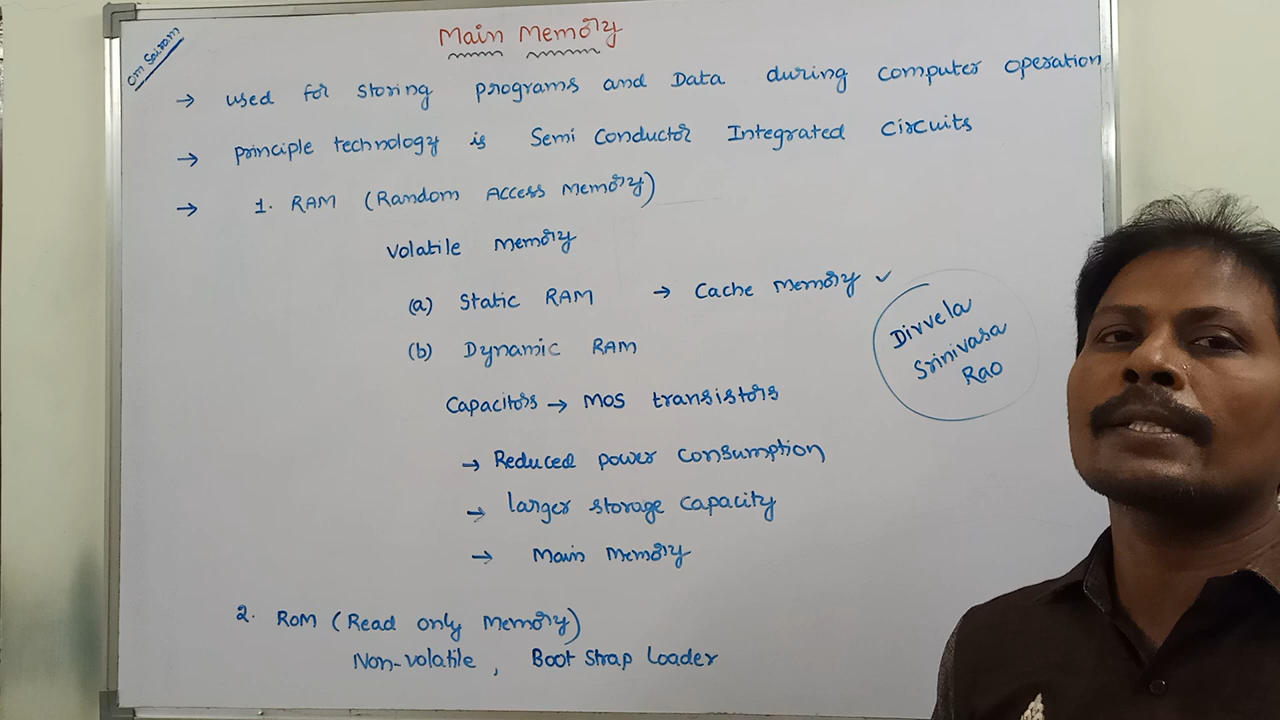 Om Sairam
Main Memory
→ used for storing programs and Data during computer operation
→ principle technology is Semi Conductor Integrated Circuits
→ 1. RAM (Random Access Memory)
Volatile Memory
(a) Static RAM → Cache Memory ✓
(b) Dynamic RAM
Capacitors → MOS transistors
→ Reduced power consumption
→ larger storage capacity
→ Main Memory
2. ROM (Read only Memory)
Non-volatile, Boot Strap Loader
Dirvela
Srinivasa
Rao